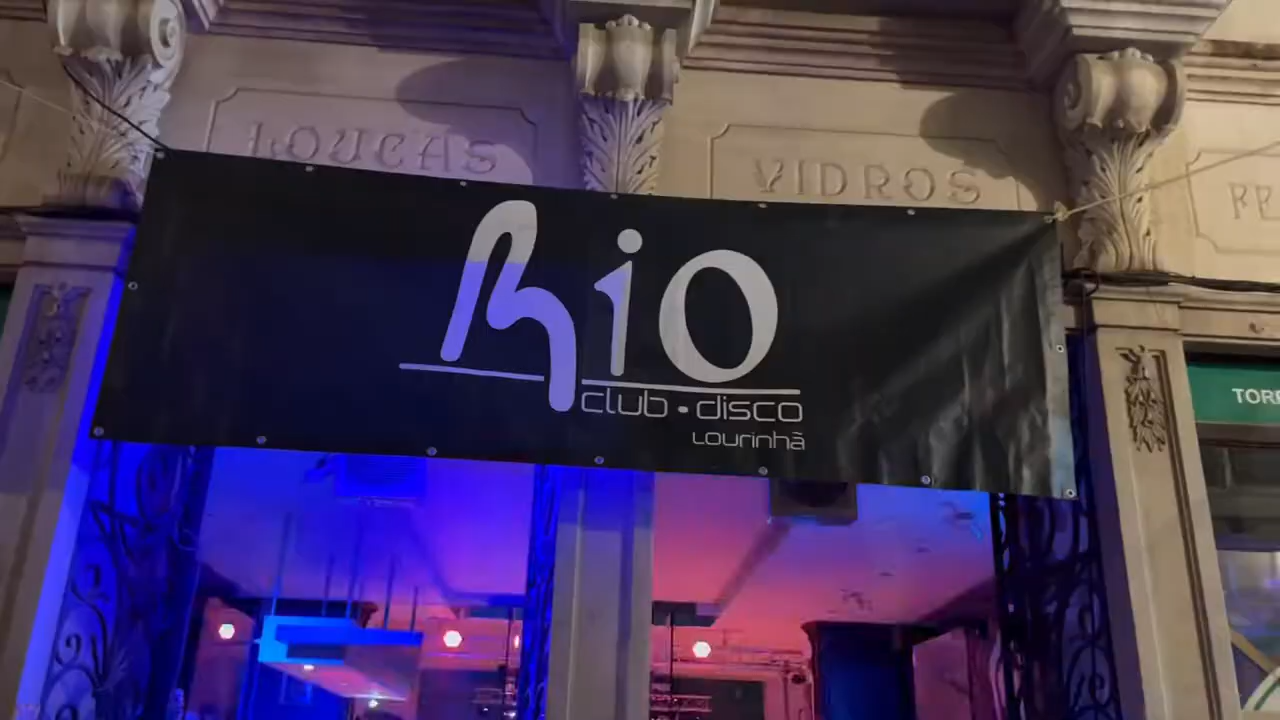 LOUÇAS
VIDROS
Rio
club • disco
Lourinhã